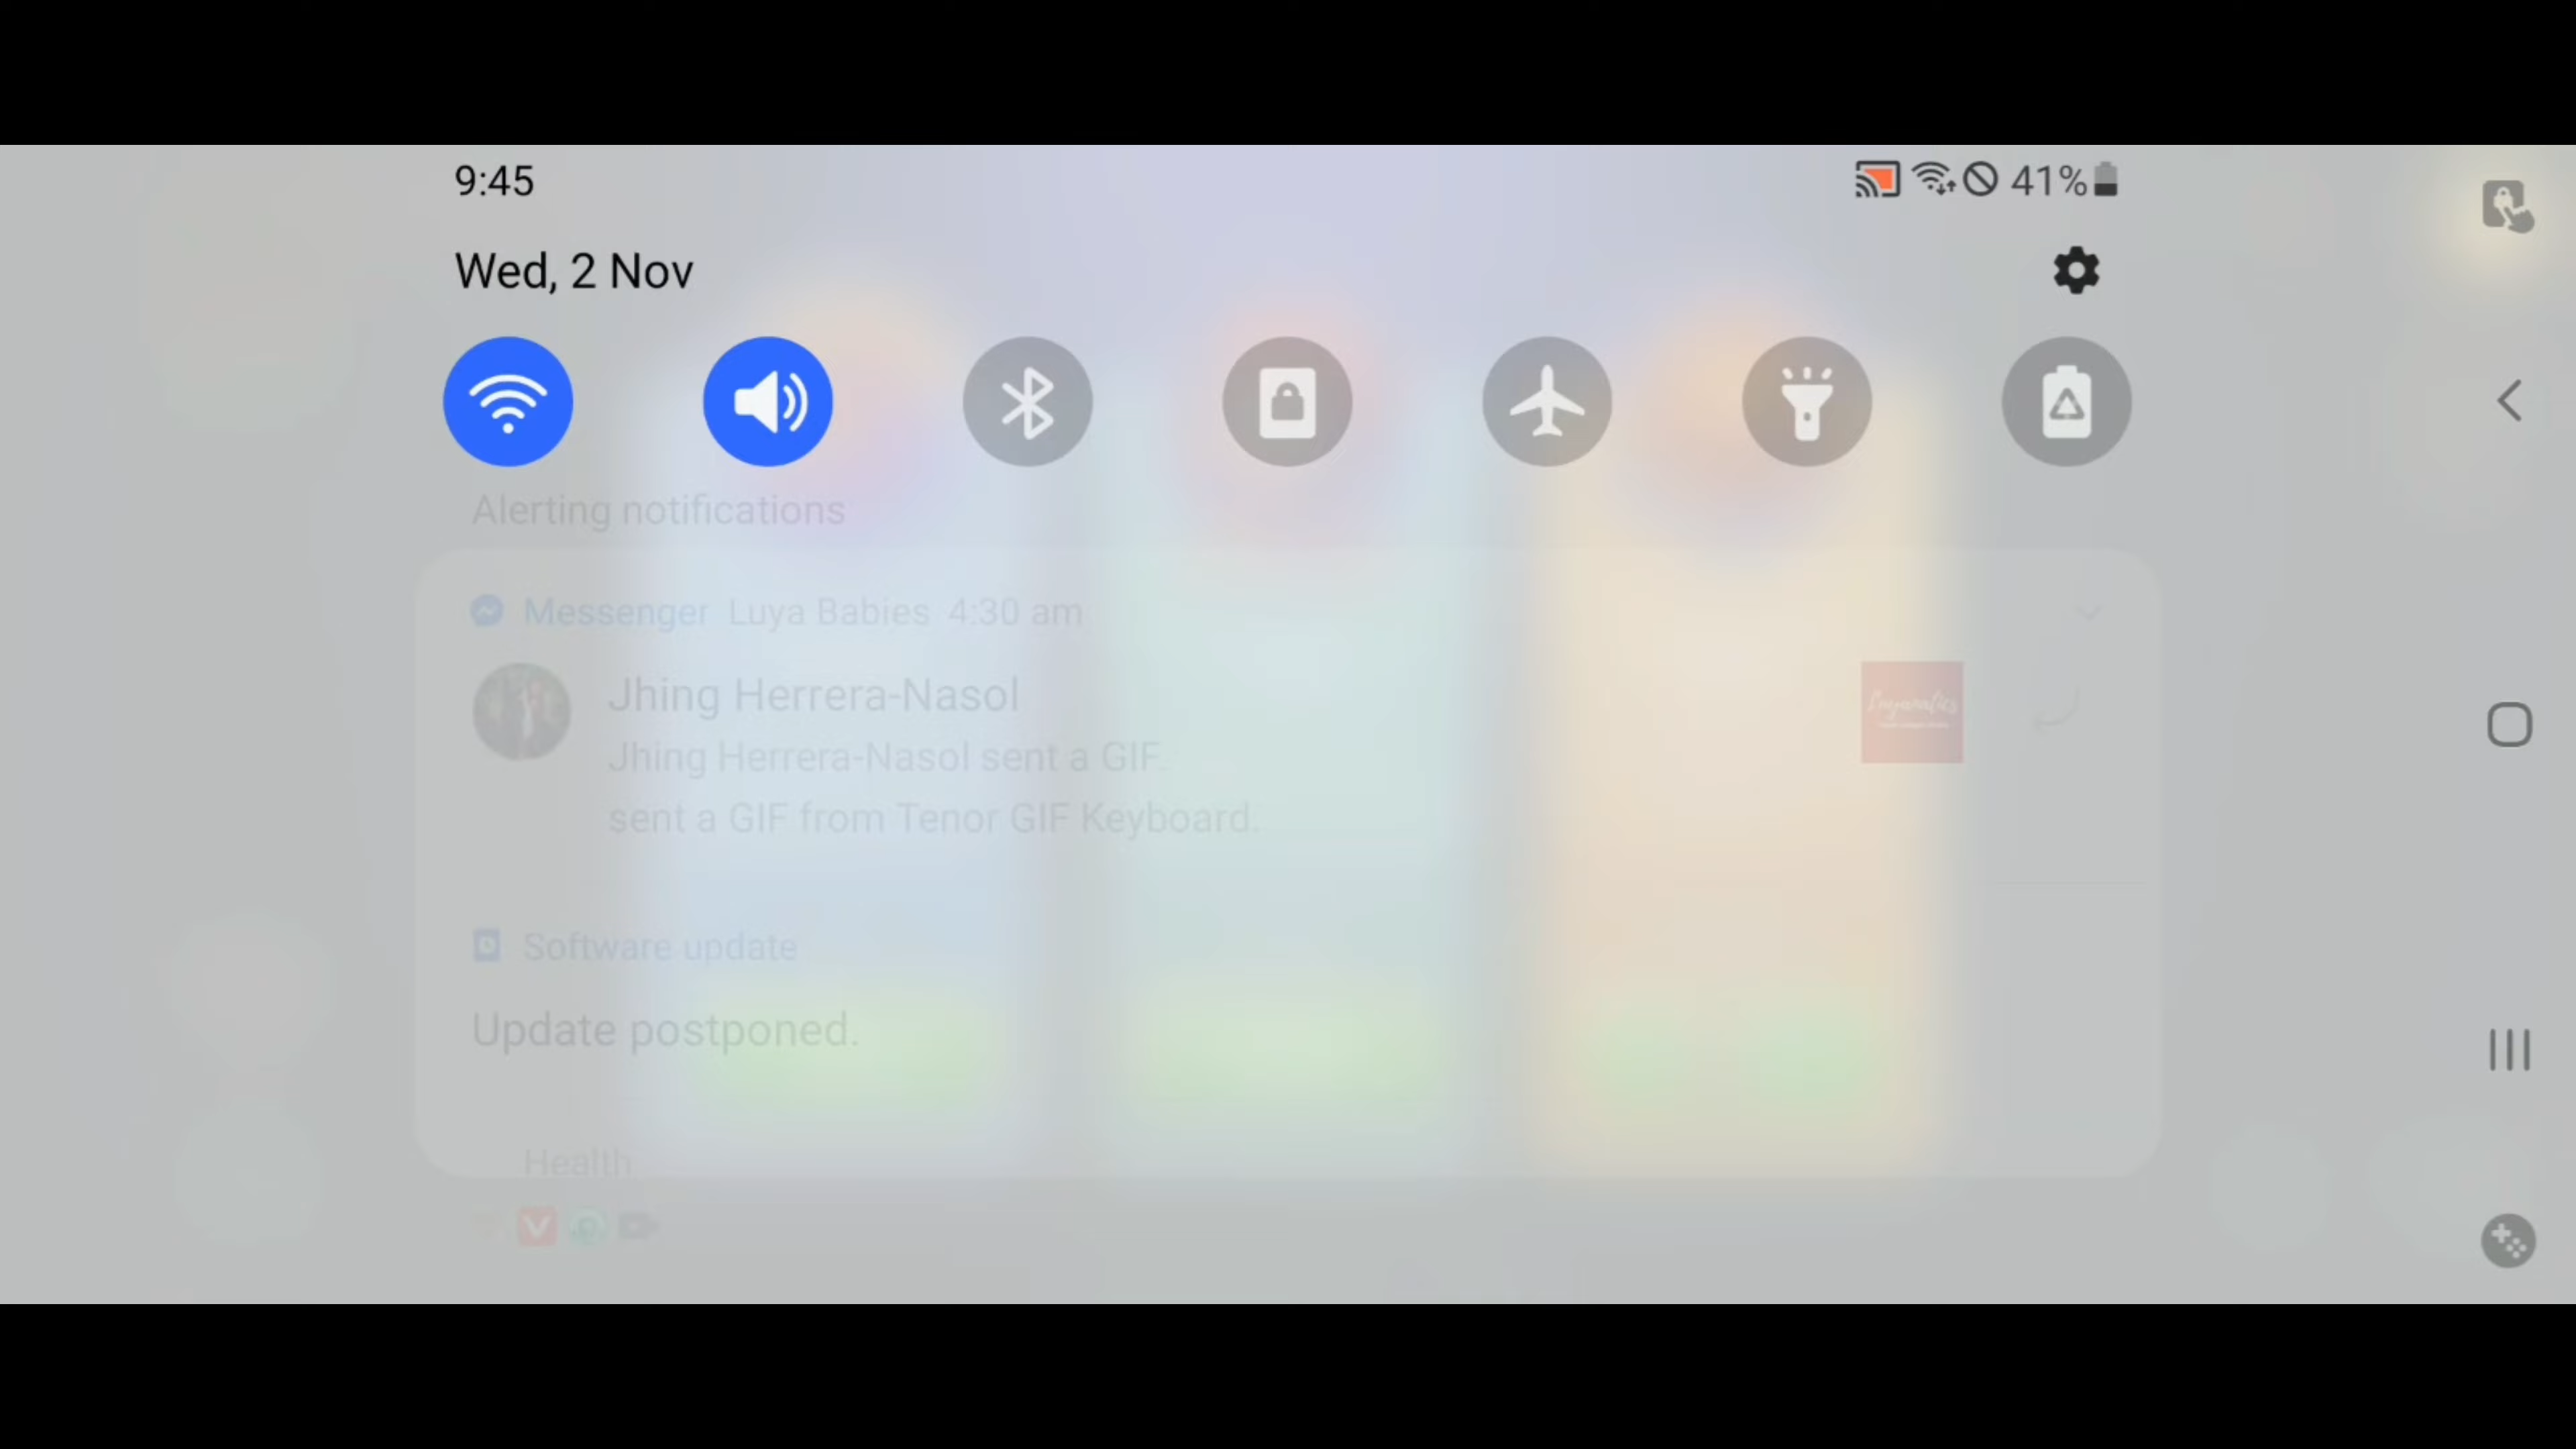 9:45
41%
Wed, 2 Nov
Alerting notifications
Messenger Luya Babies 4:30 am
Jhing Herrera-Nasol
Jhing Herrera-Nasol sent a GIF.
sent a GIF from Tenor GIF Keyboard.
Software update
Update postponed.
Health